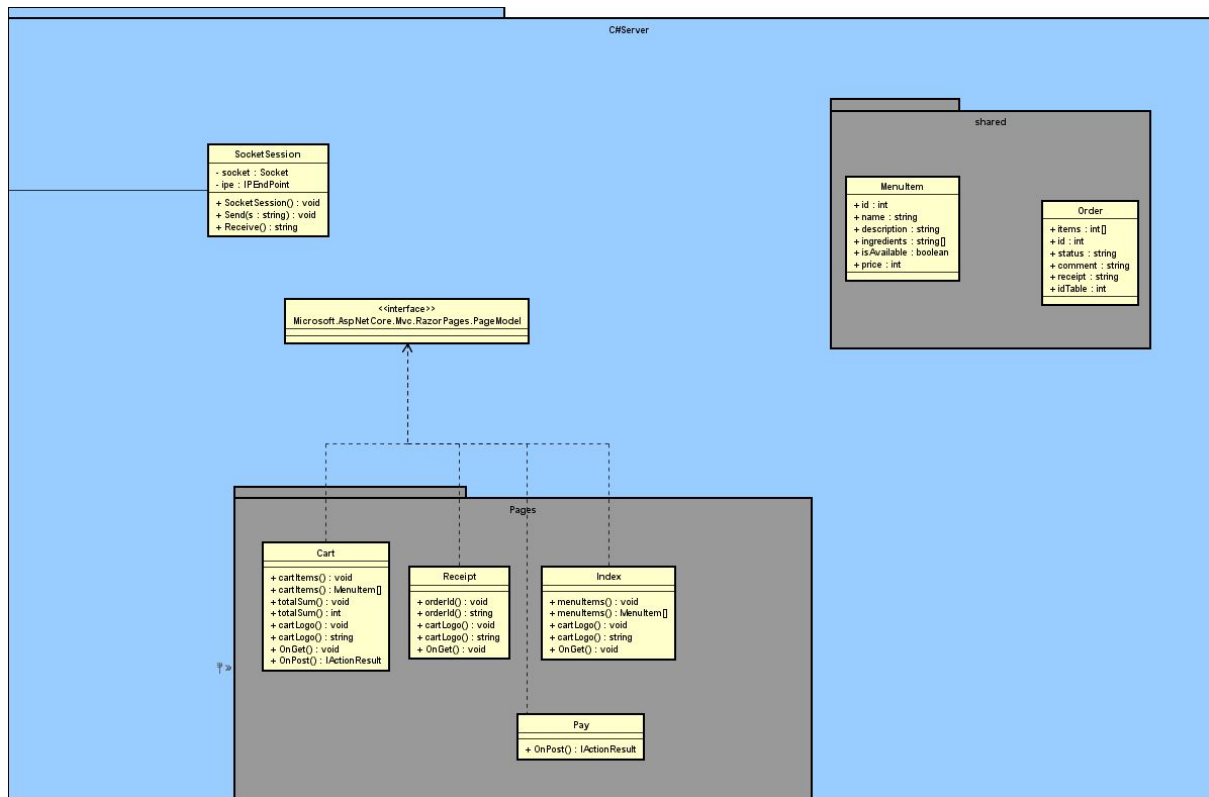 C#Server
shared
SocketSession
- socket : Socket
- ipe : IPEndPoint
+ SocketSession() : void
+ Send(s : string) : void
+ Receive() : string
MenuItem
+ id : int
+ name : string
+ description : string
+ ingredients : string[]
+ isAvailable : boolean
+ price : int
Order
+ items : int[]
+ id : int
+ status : string
+ comment : string
+ receipt : string
+ idTable : int
<<interface>>
Microsoft.AspNetCore.Mvc.RazorPages.PageModel
Pages
Cart
+ cartItems() : void
+ cartItems() : MenuItem[]
+ totalSum() : void
+ totalSum() : int
+ cartLogo() : void
+ cartLogo() : string
+ OnGet() : void
+ OnPost() : IActionResult
Receipt
+ orderId() : void
+ orderId() : string
+ cartLogo() : void
+ cartLogo() : string
+ OnGet() : void
Index
+ menuItems() : void
+ menuItems() : MenuItem[]
+ cartLogo() : void
+ cartLogo() : string
+ OnGet() : void
Pay
+ OnPost() : IActionResult